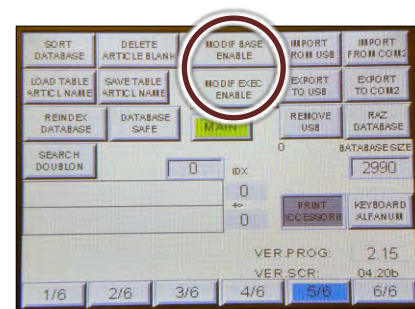 SORT DATABASE
DELETE ARTICLE BLANK
MODIF BASE ENABLE
IMPORT FROM USB
IMPORT FROM COM2
LOAD TABLE ARTICL NAME
SAVE TABLE ARTICL NAME
MODIF EXEC ENABLE
EXPORT TO USB
EXPORT TO COM2
REINDEX DATABASE
DATABASE SAFE
MAIN
REMOVE USB
RAZ DATABASE
SEARCH DOUBLON
0 IDX
0 BATABASE SIZE
2990
0
<->
0
PRINT ACCESSORIE
KEYBOARD ALFANUM
VER.PROG: 2.15
VER.SCR: 04.20b
1/6 2/6 3/6 4/6 5/6 6/6